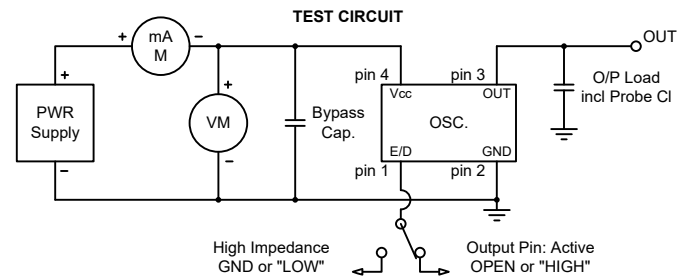 TEST CIRCUIT
+ mA M −
OUT
+
PWR Supply
−
+
VM
−
Bypass
Cap.
pin 4 pin 3
Vcc OUT
OSC.
E/D GND
pin 1 pin 2
O/P Load
incl Probe Cl
High Impedance
GND or "LOW"
Output Pin: Active
OPEN or "HIGH"